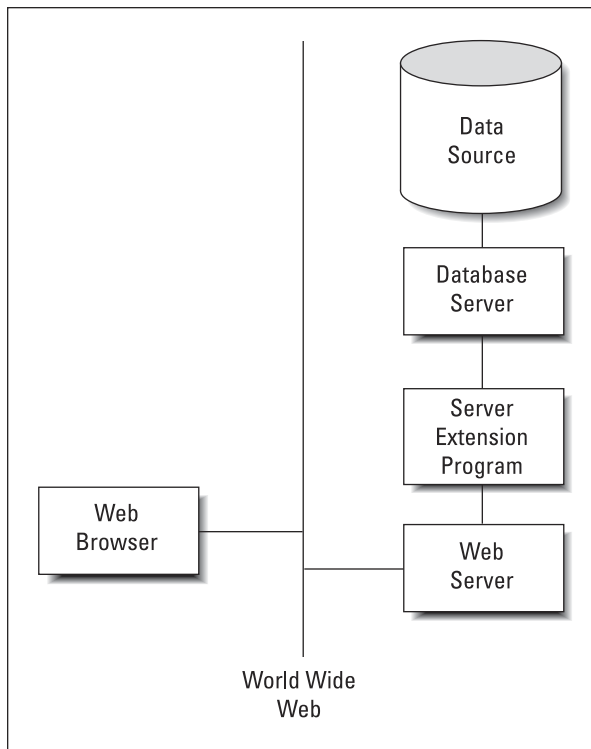 Data
Source
Database
Server
Server
Extension
Program
Web
Browser
Web
Server
World Wide
Web